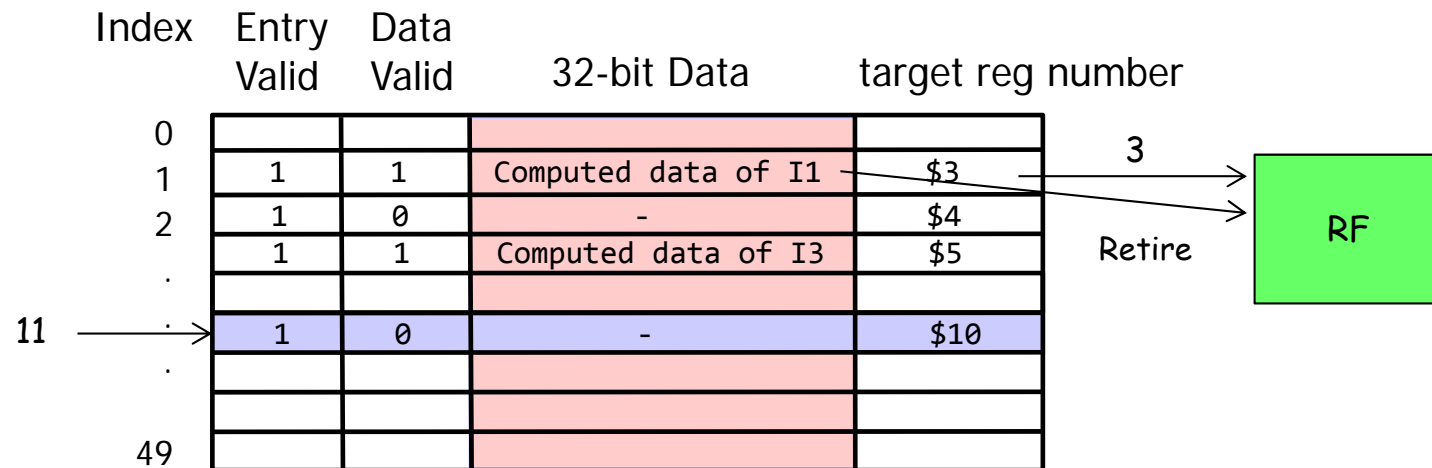 Index Entry Valid Data Valid 32-bit Data target reg number
0
1 1 1 Computed data of I1 $3 3
2 1 0 - $4
1 1 Computed data of I3 $5 Retire RF
.
11 . 1 0 - $10
.
49